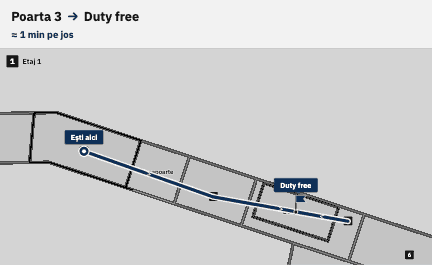 Poarta 3 → Duty free
≈ 1 min pe jos
1 Etaj 1
Ești aici
Duty free
6